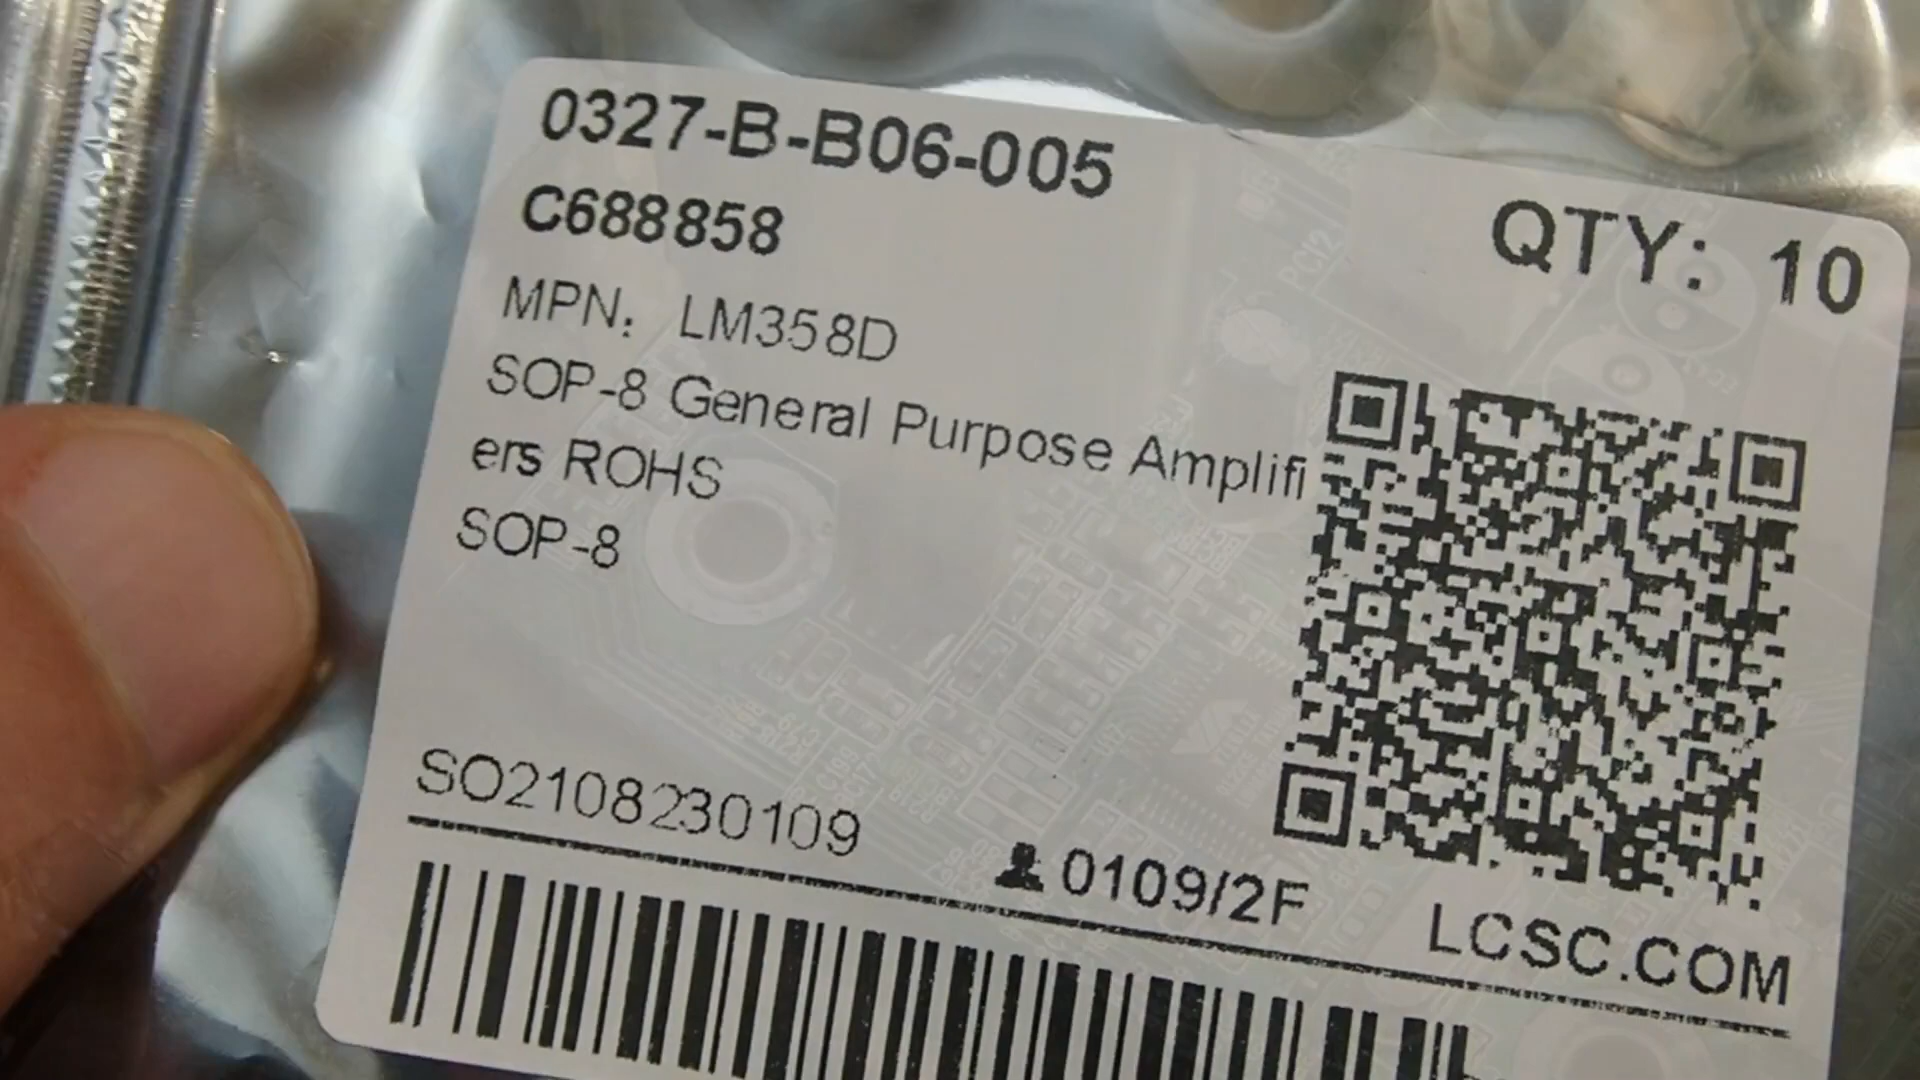 0327-B-B06-005
C688858
QTY: 10
MPN: LM358D
SOP-8 General Purpose Amplifi
ers ROHS
SOP-8
SO2108230109
0109/2F
LCSC.COM
PCI2